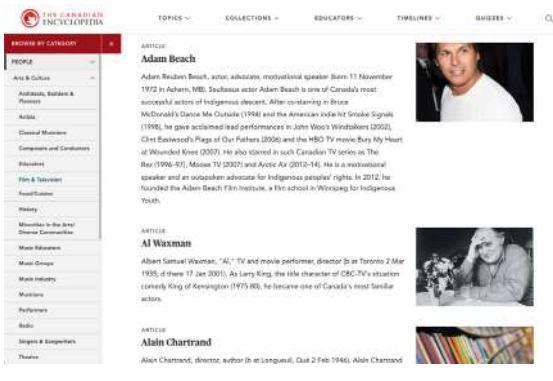 THE CANADIAN
ENCYCLOPEDIA
TOPICS
COLLECTIONS
EDUCATORS
TIMELINES
QUIZZES
BROWSE BY CATEGORY
PEOPLE
Arts & Culture
Architects, Builders &
Planners
Artists
Classical Musicians
Composers and Conductors
Educators
Film & Television
Food/Cuisine
History
Minorities in the Arts/
Diverse Communities
Music Educators
Music Groups
Music Industry
Musicians
Performers
Radio
Singers & Songwriters
Theatre
ARTICLE
Adam Beach
Adam Reuben Beach, actor, advocate, motivational speaker (born 11 November
1972 in Ashern, MB). Saulteaux actor Adam Beach is one of Canada's most
successful actors of Indigenous descent. After co-starring in Bruce
McDonald's Dance Me Outside (1994) and the American indie hit Smoke Signals
(1998), he gave acclaimed lead performances in John Woo's Windtalkers (2002),
Clint Eastwood's Flags of Our Fathers (2006) and the HBO TV movie Bury My Heart
at Wounded Knee (2007). He also starred in such Canadian TV series as The
Rez (1996–97), Moose TV (2007) and Arctic Air (2012–14). He is a motivational
speaker and an outspoken advocate for Indigenous peoples' rights. In 2012, he
founded the Adam Beach Film Institute, a film school in Winnipeg for Indigenous
Youth.
ARTICLE
Al Waxman
Albert Samuel Waxman, "Al," TV and movie performer, director (b at Toronto 2 Mar
1935; d there 17 Jan 2001). As Larry King, the title character of CBC-TV's situation
comedy King of Kensington (1975-80), he became one of Canada's most familiar
actors.
ARTICLE
Alain Chartrand
Alain Chartrand, director, author (b at Longueuil, Qué 2 Feb 1946). Alain Chartrand